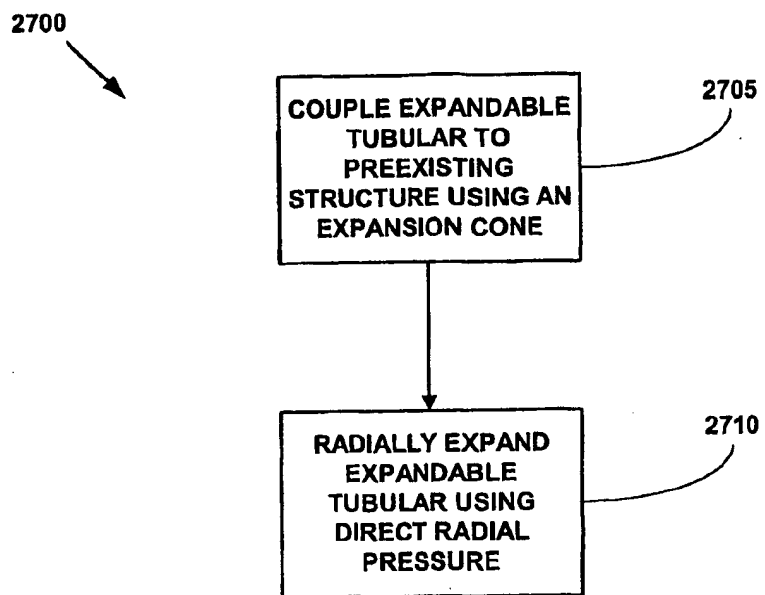 2700
COUPLE EXPANDABLE
TUBULAR TO
PREEXISTING
STRUCTURE USING AN
EXPANSION CONE
2705
RADIALLY EXPAND
EXPANDABLE
TUBULAR USING
DIRECT RADIAL
PRESSURE
2710